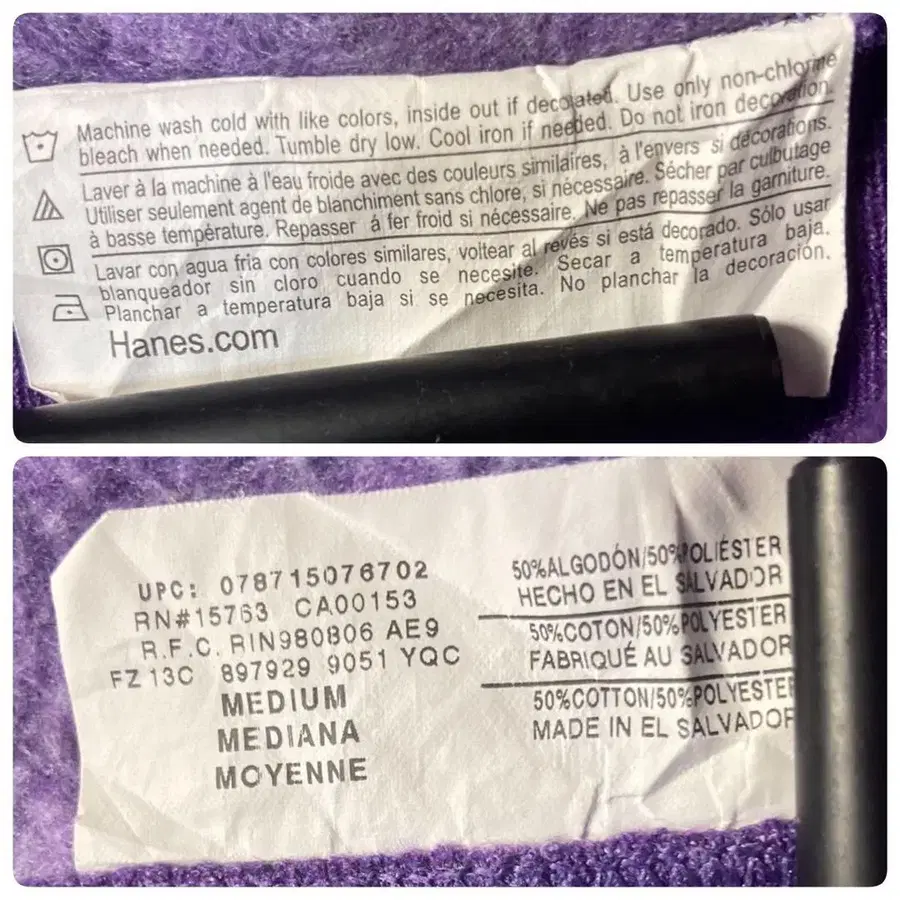 Machine wash cold with like colors, inside out if decorated. Use only non-chlorine
bleach when needed. Tumble dry low. Cool iron if needed. Do not iron decoration.
Laver à la machine à l'eau froide avec des couleurs similaires, à l'envers si décorations.
Utiliser seulement agent de blanchiment sans chlore, si nécessaire. Sécher par culbutage
à basse température. Repasser á fer froid si nécessaire. Ne pas repasser la garniture.
Lavar con agua fria con colores similares, voltear al revés si está decorado. Sólo usar
blanqueador sin cloro cuando se necesite. Secar a temperatura baja.
Planchar a temperatura baja si se necesita. No planchar la decoración.
Hanes.com
UPC: 078715076702
RN#15763 CA00153
R.F.C. RIN980806 AE9
FZ 13C 897929 9051 YQC
MEDIUM
MEDIANA
MOYENNE
50%ALGODÓN/50%POLIÉSTER
HECHO EN EL SALVADOR
50%COTON/50%POLYESTER
FABRIQUÉ AU SALVADOR
50%COTTON/50%POLYESTER
MADE IN EL SALVADOR